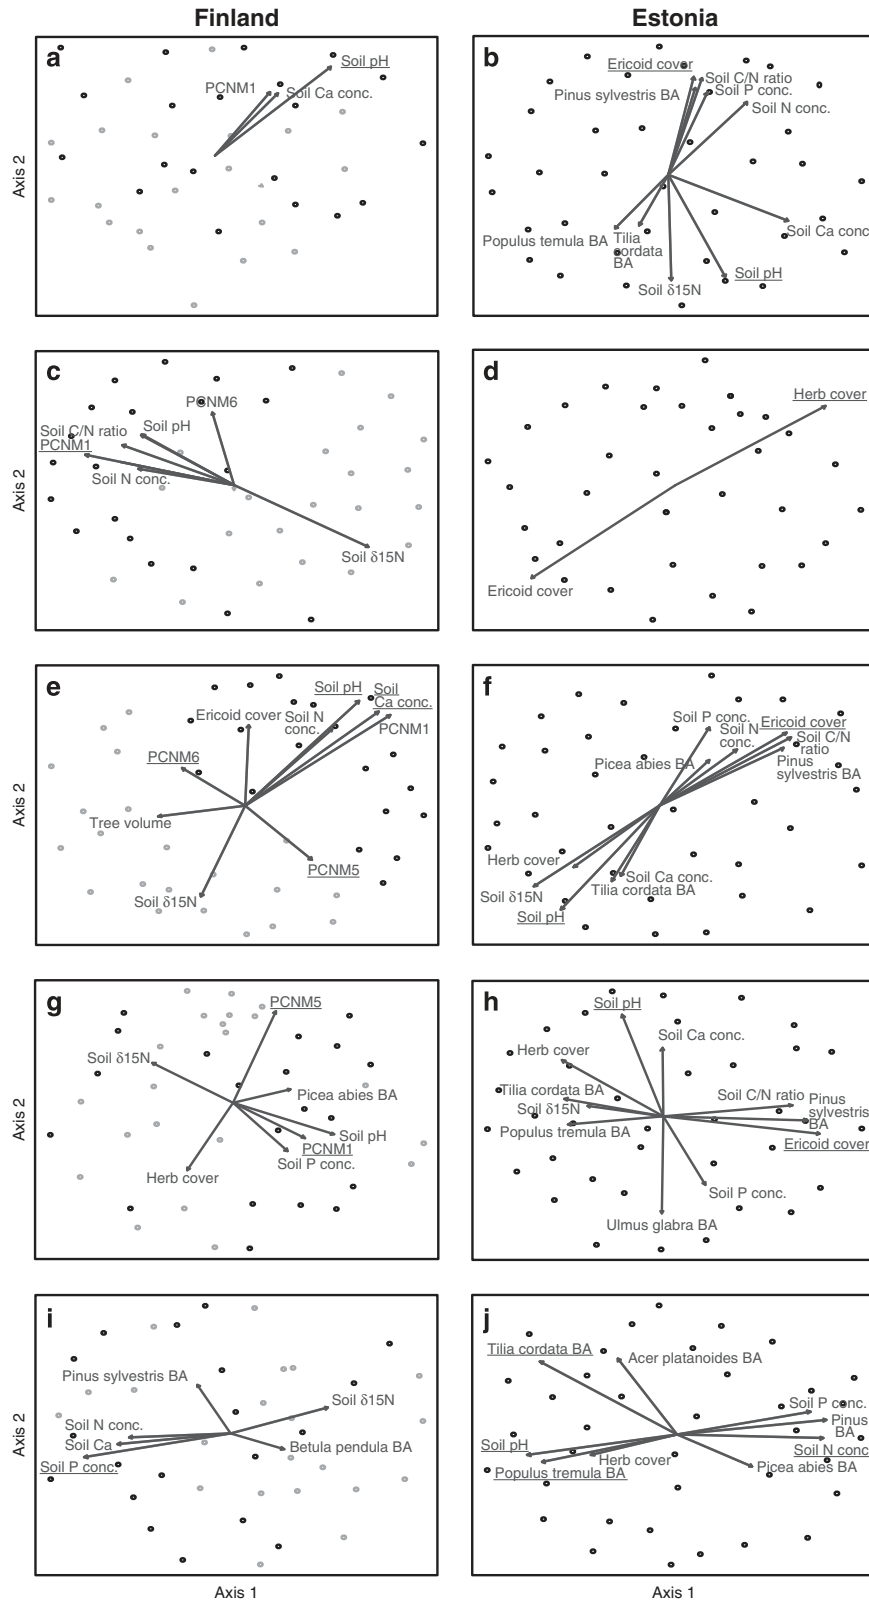 Finland
Estonia
a
Soil pH
PCNM1
Soil Ca conc.
Axis 2
b
Ericoid cover
Soil C/N ratio
Pinus sylvestris BA
Soil P conc.
Soil N conc.
Populus temula BA
Tilia
cordata
BA
Soil Ca conc
Soil pH
Soil δ15N
c
PCNM6
Soil pH
Soil C/N ratio
PCNM1
Soil N conc.
Soil δ15N
Axis 2
d
Herb cover
Ericoid cover
e
Soil pH
Soil
Ca conc.
Ericoid cover
Soil N
conc.
PCNM1
PCNM6
Tree volume
PCNM5
Soil δ15N
Axis 2
f
Soil P conc.
Soil N
conc.
Ericoid cover
Soil C/N
ratio
Picea abies BA
Pinus
sylvestris BA
Herb cover
Soil δ15N
Soil Ca conc.
Tilia cordata BA
Soil pH
g
PCNM5
Soil δ15N
Picea abies BA
Soil pH
PCNM1
Soil P conc.
Herb cover
Axis 2
h
Soil pH
Soil Ca conc.
Herb cover
Tilia cordata BA
Soil δ15N
Populus tremula BA
Soil C/N ratio
Pinus
sylvestris
BA
Ericoid cover
Soil P conc.
Ulmus glabra BA
i
Pinus sylvestris BA
Soil δ15N
Soil N conc.
Soil Ca
Soil P conc.
Betula pendula BA
Axis 2
Axis 1
j
Tilia cordata BA
Acer platanoides BA
Soil P conc.
Pinus
BA
Soil pH
Soil N conc
Herb cover
Populus tremula BA
Picea abies BA
Axis 1